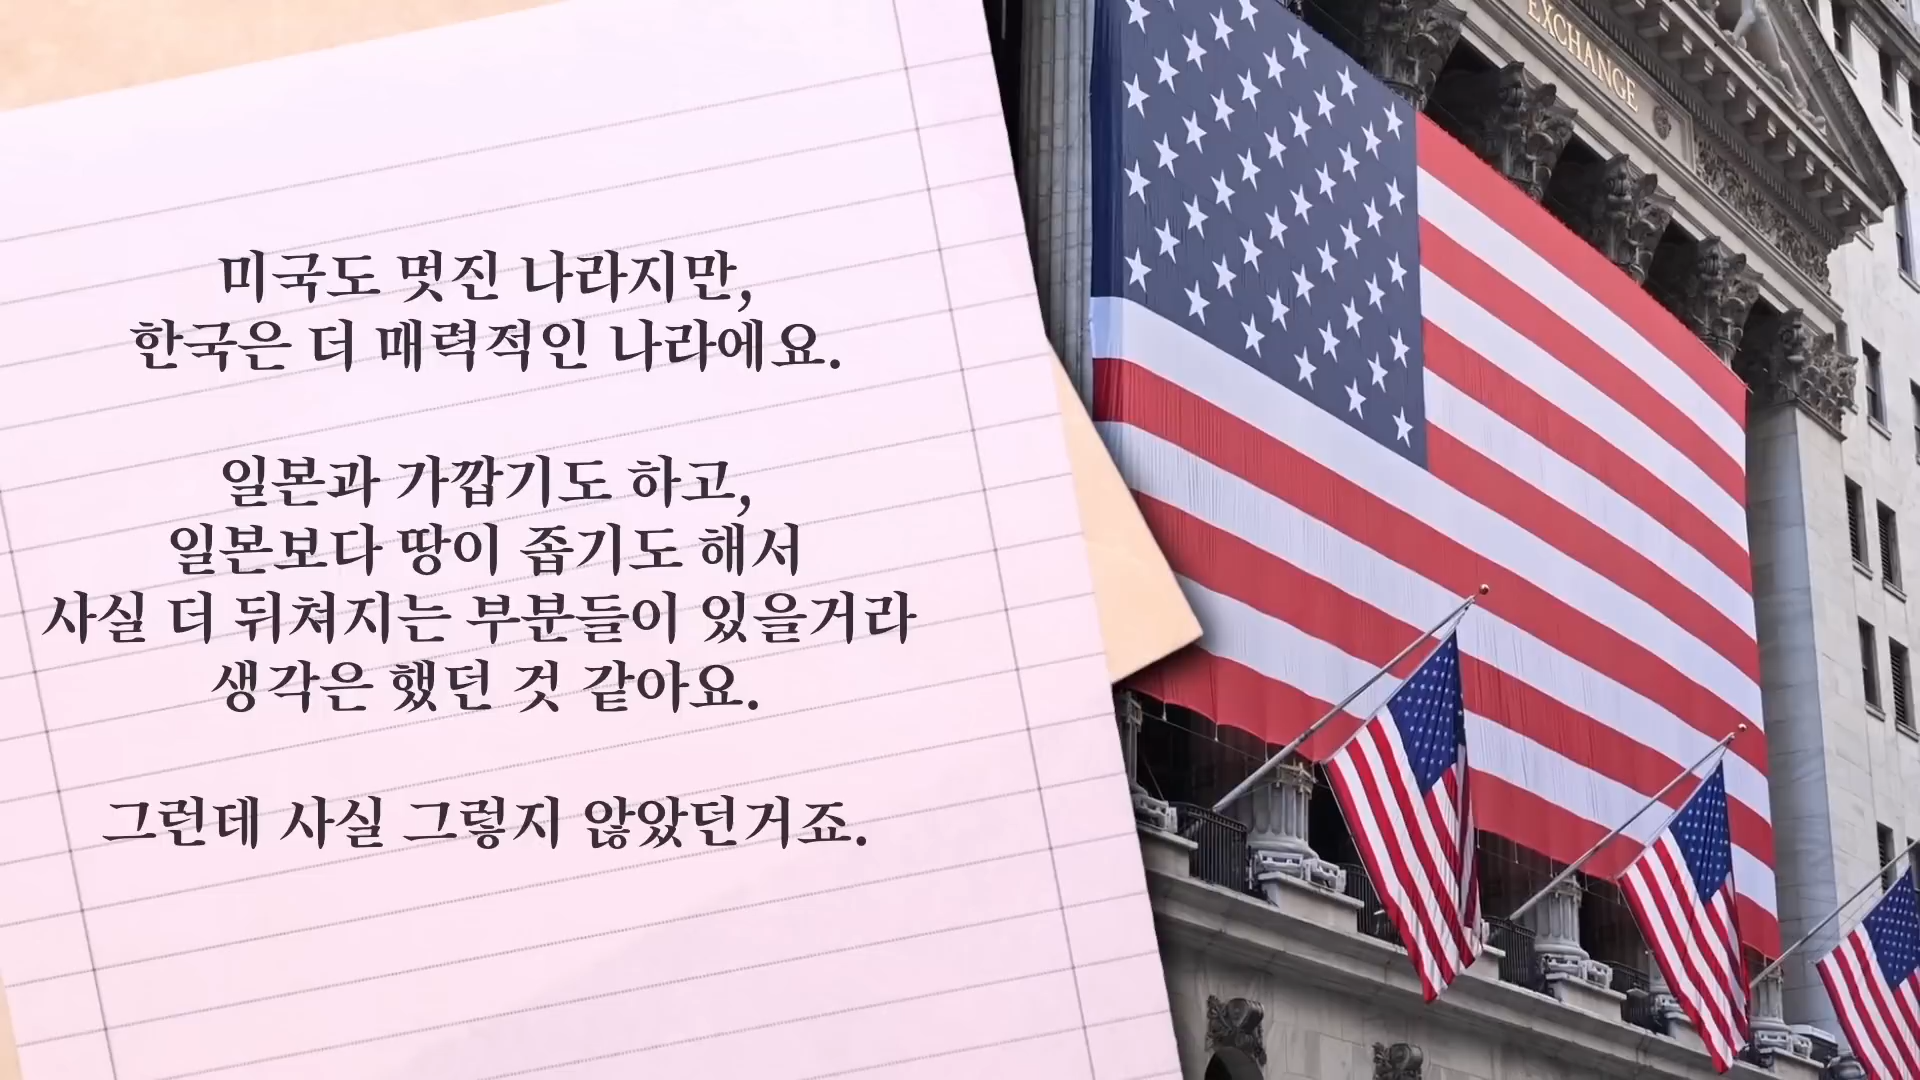 미국도 멋진 나라지만,
한국은 더 매력적인 나라에요.
일본과 가깝기도 하고,
일본보다 땅이 좁기도 해서
사실 더 뒤쳐지는 부분들이 있을거라
생각은 했던 것 같아요.
그런데 사실 그렇지 않았던거죠.
EXCHANGE